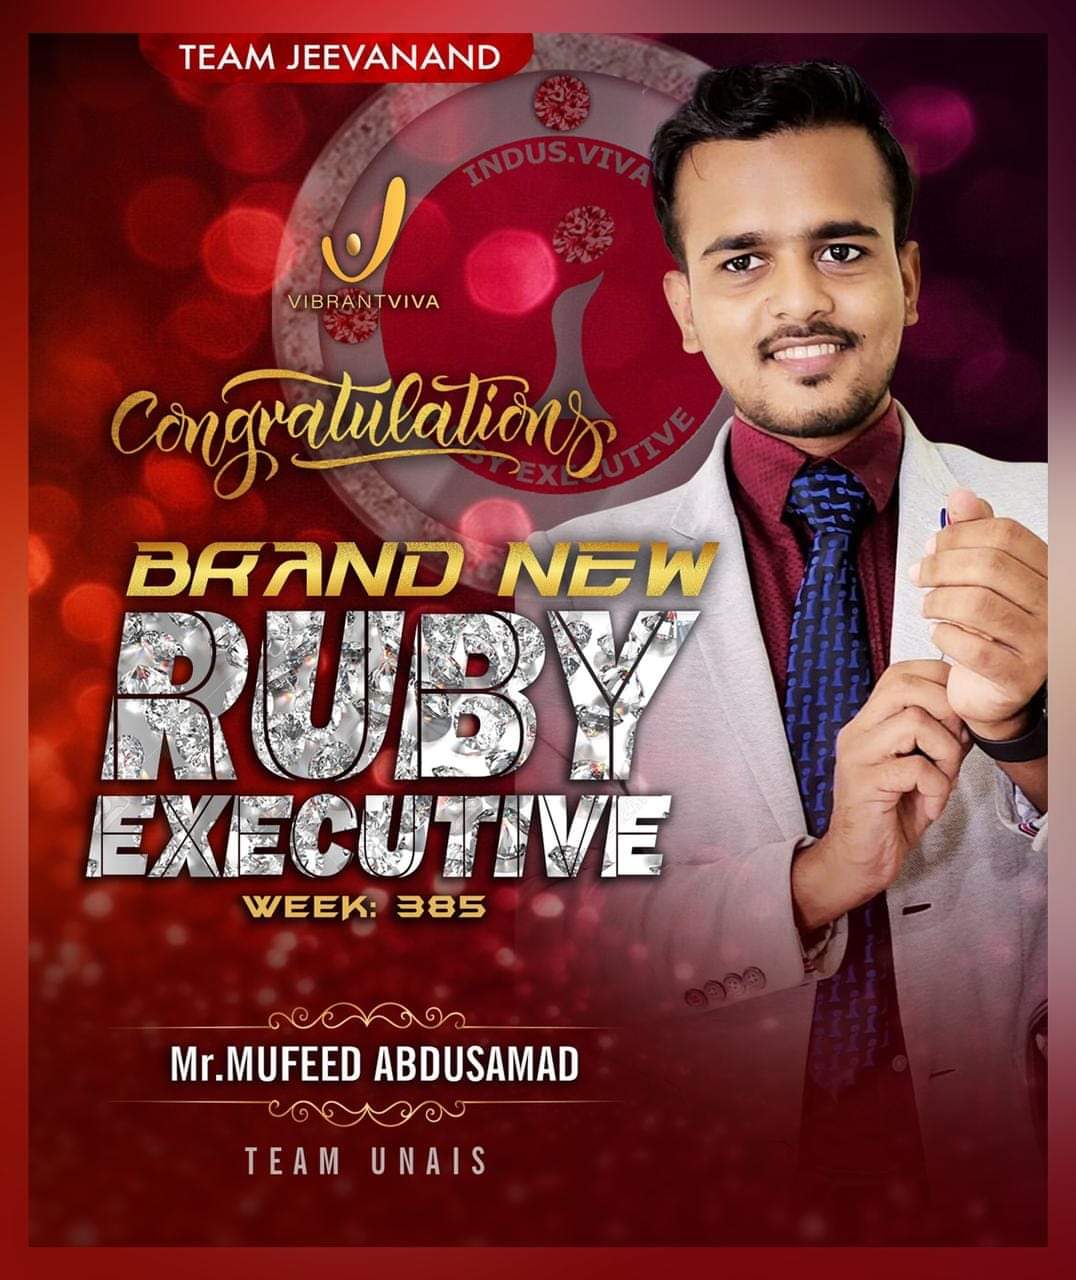 TEAM JEEVANAND
INDUS.VIVA
VIBRANTVIVA
Congratulations
EXECUTIVE
BRAND NEW
RUBY
EXECUTIVE
WEEK: 385
Mr.MUFEED ABDUSAMAD
TEAM UNAIS